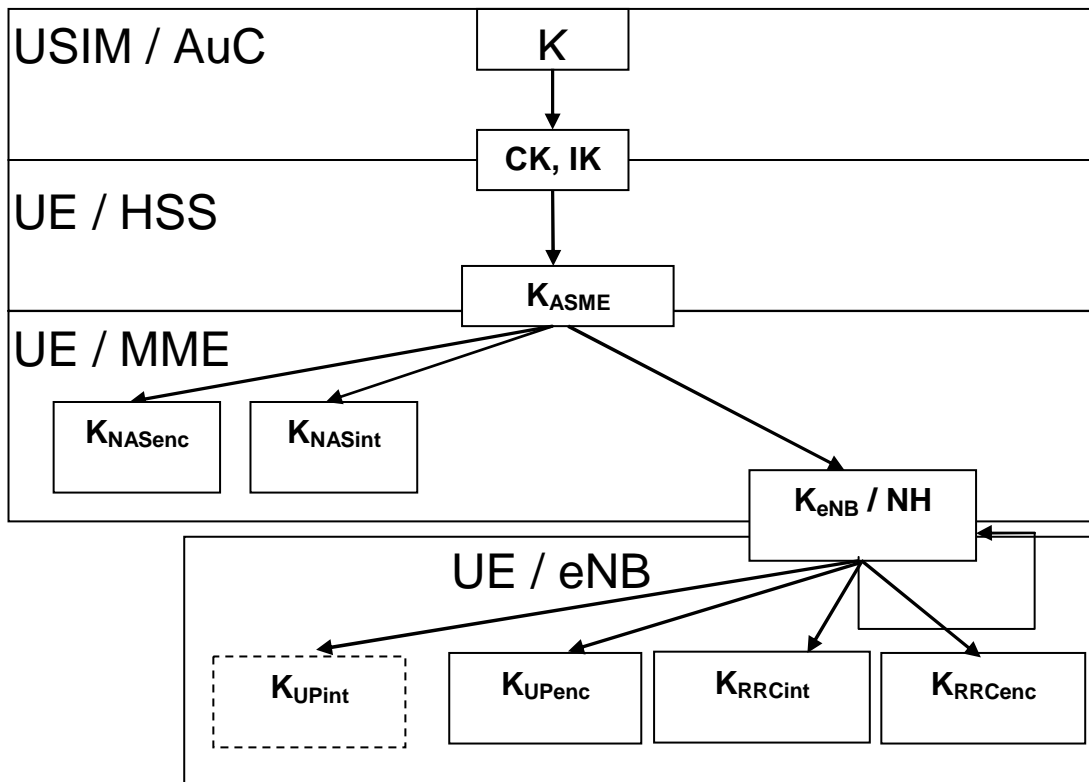 USIM / AuC
K
CK, IK
UE / HSS
KASME
UE / MME
KNASenc
KNASint
KeNB / NH
UE / eNB
KUPint
KUPenc
KRRCint
KRRCenc